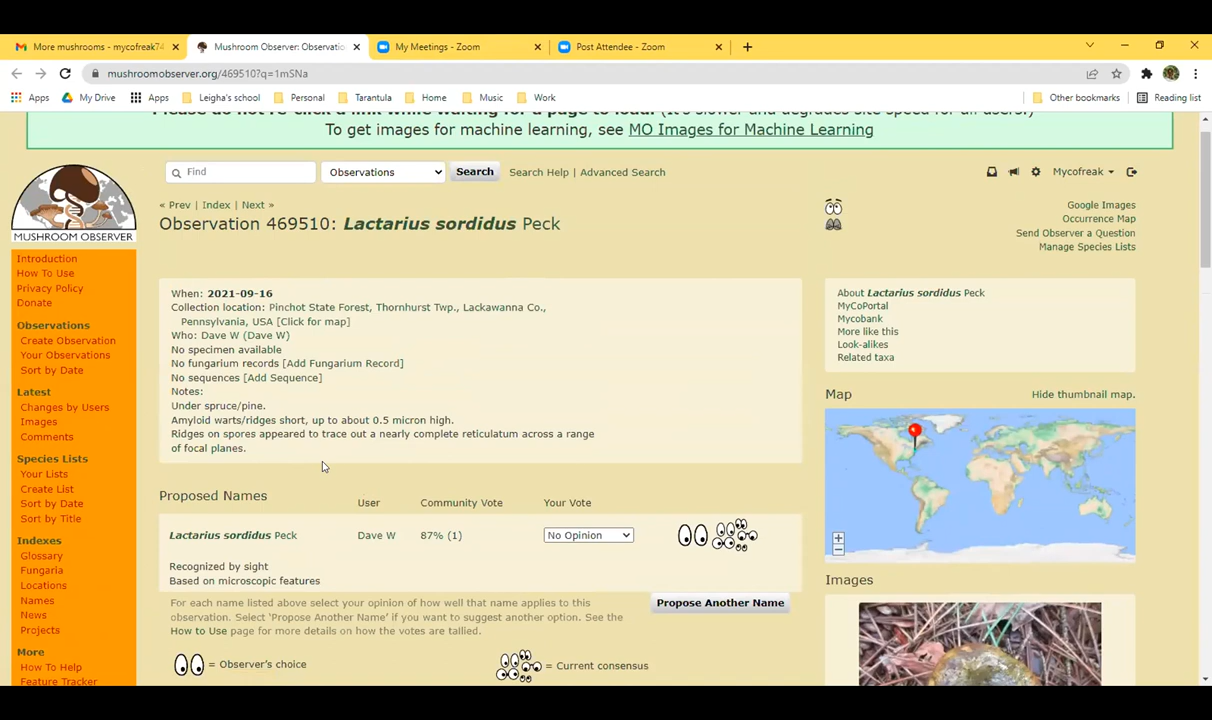 More mushrooms - mycofreak74
Mushroom Observer: Observatio
My Meetings - Zoom
Post Attendee - Zoom
mushroomobserver.org/469510?q=1mSNa
Apps
My Drive
Apps
Leigha's school
Personal
Tarantula
Home
Music
Work
Other bookmarks
Reading list
To get images for machine learning, see MO Images for Machine Learning
Find
Observations
Search
Search Help | Advanced Search
Mycofreak
« Prev | Index | Next »
Observation 469510: Lactarius sordidus Peck
Google Images
Occurrence Map
Send Observer a Question
Manage Species Lists
MUSHROOM OBSERVER
Introduction
How To Use
Privacy Policy
Donate
Observations
Create Observation
Your Observations
Sort by Date
Latest
Changes by Users
Images
Comments
Species Lists
Your Lists
Create List
Sort by Date
Sort by Title
Indexes
Glossary
Fungaria
Locations
Names
News
Projects
More
How To Help
Feature Tracker
When: 2021-09-16
Collection location: Pinchot State Forest, Thornhurst Twp., Lackawanna Co.,
Pennsylvania, USA [Click for map]
Who: Dave W (Dave W)
No specimen available
No fungarium records [Add Fungarium Record]
No sequences [Add Sequence]
Notes:
Under spruce/pine.
Amyloid warts/ridges short, up to about 0.5 micron high.
Ridges on spores appeared to trace out a nearly complete reticulatum across a range
of focal planes.
Proposed Names
User
Community Vote
Your Vote
Lactarius sordidus Peck
Dave W
87% (1)
No Opinion
Recognized by sight
Based on microscopic features
For each name listed above select your opinion of how well that name applies to this
observation. Select 'Propose Another Name' if you want to suggest another option. See the
How to Use page for more details on how the votes are tallied.
Propose Another Name
= Observer's choice
= Current consensus
About Lactarius sordidus Peck
MyCoPortal
Mycobank
More like this
Look-alikes
Related taxa
Map
Hide thumbnail map.
Images